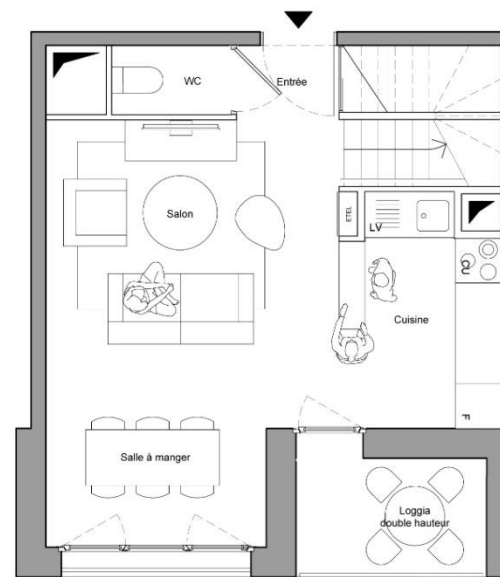 WC
Entrée
Salon
ETEL
LV
CU
Cuisine
F
Salle à manger
Loggia
double hauteur